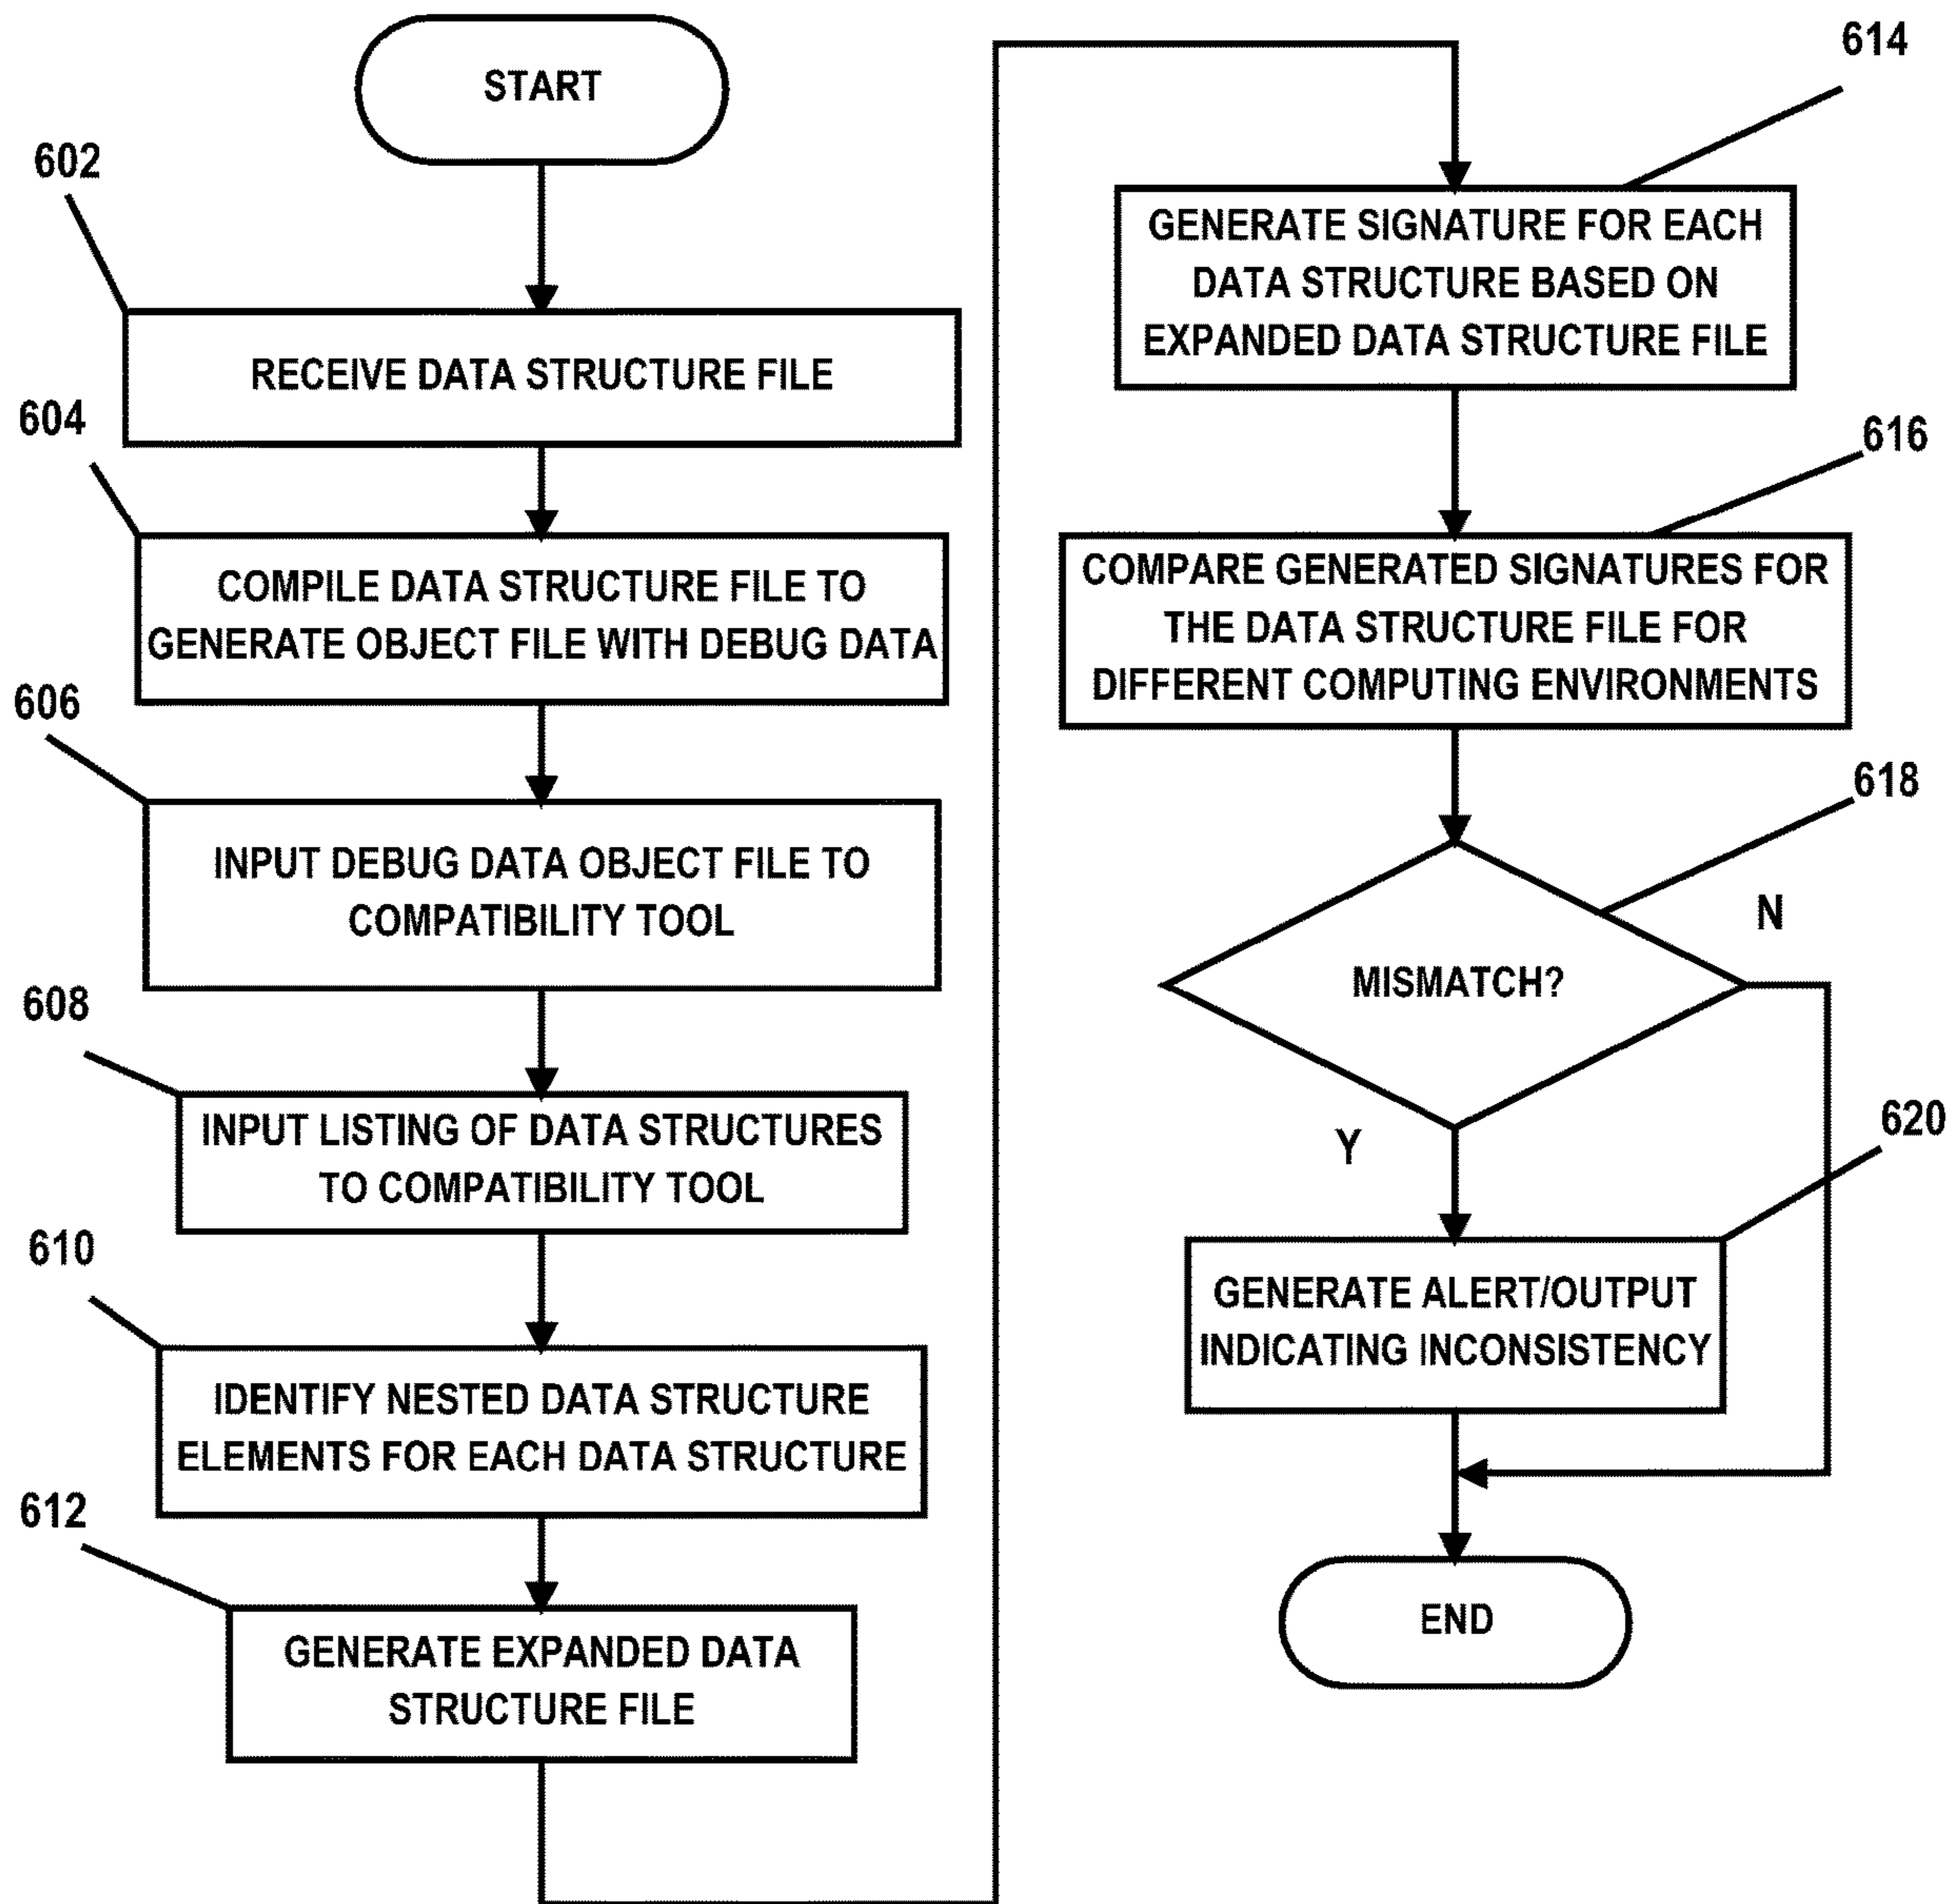 START
602
RECEIVE DATA STRUCTURE FILE
604
COMPILE DATA STRUCTURE FILE TO
GENERATE OBJECT FILE WITH DEBUG DATA
606
INPUT DEBUG DATA OBJECT FILE TO
COMPATIBILITY TOOL
608
INPUT LISTING OF DATA STRUCTURES
TO COMPATIBILITY TOOL
610
IDENTIFY NESTED DATA STRUCTURE
ELEMENTS FOR EACH DATA STRUCTURE
612
GENERATE EXPANDED DATA
STRUCTURE FILE
614
GENERATE SIGNATURE FOR EACH
DATA STRUCTURE BASED ON
EXPANDED DATA STRUCTURE FILE
616
COMPARE GENERATED SIGNATURES FOR
THE DATA STRUCTURE FILE FOR
DIFFERENT COMPUTING ENVIRONMENTS
618
N
MISMATCH?
Y
620
GENERATE ALERT/OUTPUT
INDICATING INCONSISTENCY
END